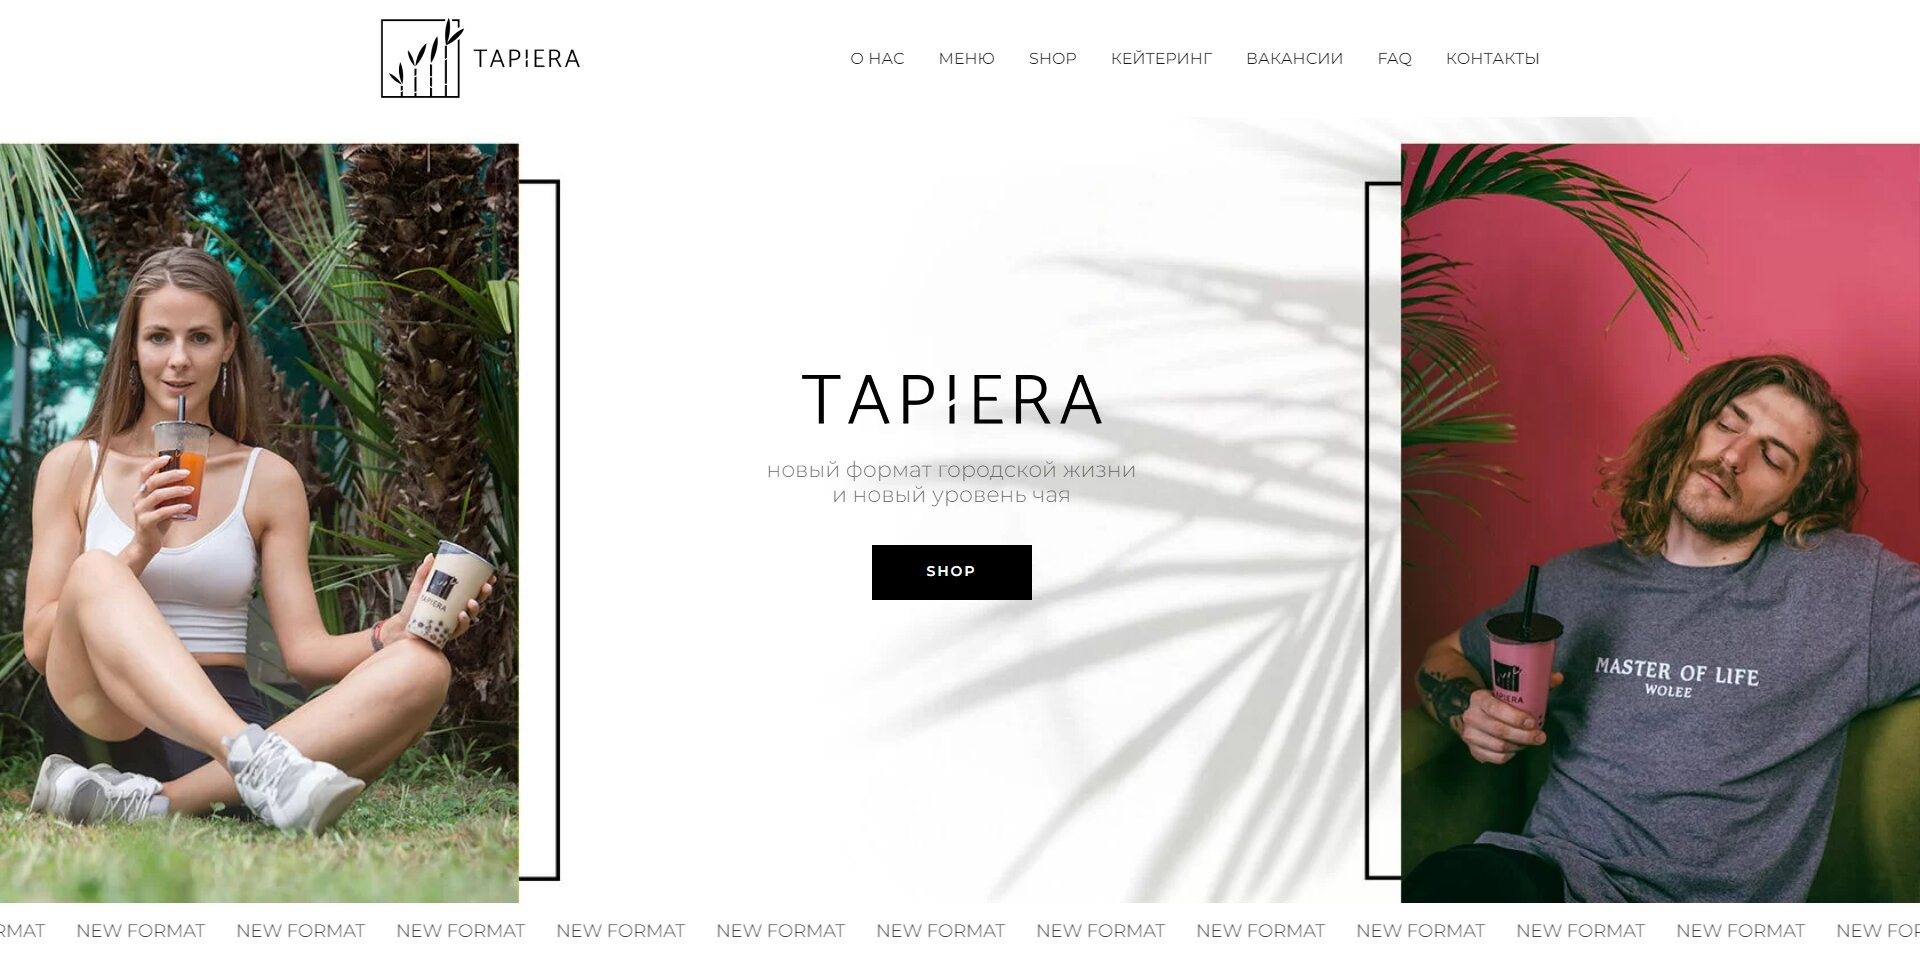 TAPIERA
О НАС МЕНЮ SHOP КЕЙТЕРИНГ ВАКАНСИИ FAQ КОНТАКТЫ
TAPIERA
новый формат городской жизни
и новый уровень чая
SHOP
TAPIERA
MASTER OF LIFE
WOLEE
TAPIERA
RMAT NEW FORMAT NEW FORMAT NEW FORMAT NEW FORMAT NEW FORMAT NEW FORMAT NEW FORMAT NEW FORMAT NEW FORMAT NEW FORMAT NEW FORMAT NEW FOR